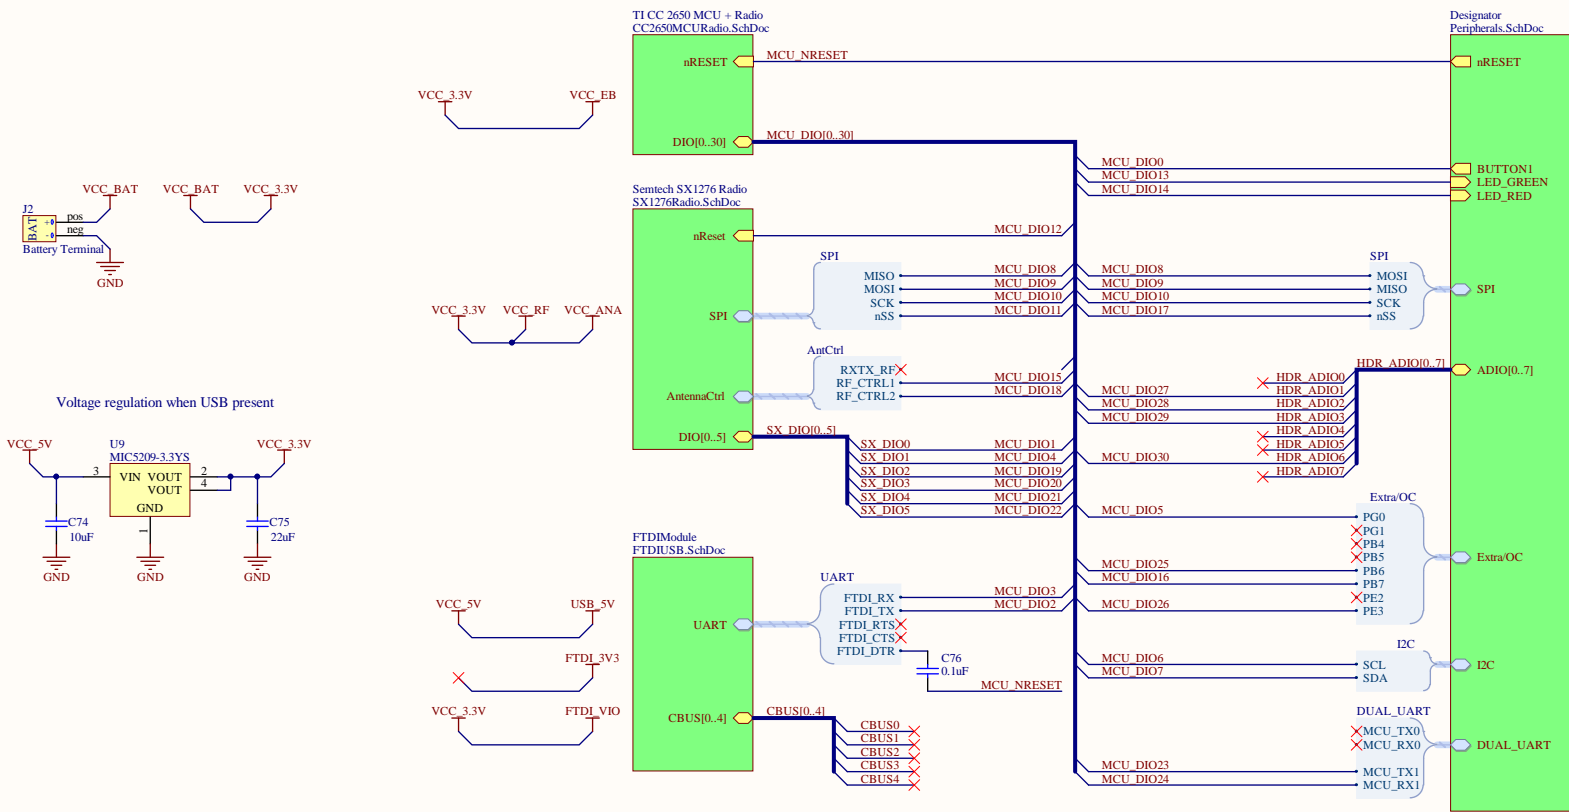 TI CC 2650 MCU + Radio
CC2650MCURadio.SchDoc
nRESET
MCU_NRESET
DIO[0..30]
MCU_DIO[0..30]
Designator
Peripherals.SchDoc
nRESET
VCC_3.3V
VCC_EB
MCU_DIO0
BUTTON1
MCU_DIO13
LED_GREEN
MCU_DIO14
LED_RED
VCC_BAT
VCC_BAT
VCC_3.3V
J2
BAT
+
-
pos
neg
Battery Terminal
GND
Semtech SX1276 Radio
SX1276Radio.SchDoc
nReset
MCU_DIO12
SPI
SPI
MISO
MOSI
SCK
nSS
MCU_DIO8
MCU_DIO9
MCU_DIO10
MCU_DIO11
MCU_DIO8
MCU_DIO9
MCU_DIO10
MCU_DIO17
SPI
MOSI
MISO
SCK
nSS
SPI
VCC_3.3V
VCC_RF
VCC_ANA
AntCtrl
AntennaCtrl
RXTX_RF
RF_CTRL1
RF_CTRL2
MCU_DIO15
MCU_DIO18
MCU_DIO27
MCU_DIO28
MCU_DIO29
MCU_DIO30
HDR_ADIO[0..7]
ADIO[0..7]
HDR_ADIO0
HDR_ADIO1
HDR_ADIO2
HDR_ADIO3
HDR_ADIO4
HDR_ADIO5
HDR_ADIO6
HDR_ADIO7
DIO[0..5]
SX_DIO[0..5]
SX_DIO0
SX_DIO1
SX_DIO2
SX_DIO3
SX_DIO4
SX_DIO5
MCU_DIO1
MCU_DIO4
MCU_DIO19
MCU_DIO20
MCU_DIO21
MCU_DIO22
Voltage regulation when USB present
VCC_5V
U9
MIC5209-3.3YS
VCC_3.3V
3
VIN
VOUT
2
VOUT
4
GND
1
C74
10uF
C75
22uF
GND
GND
GND
MCU_DIO5
MCU_DIO25
MCU_DIO16
MCU_DIO26
Extra/OC
PG0
PG1
PB4
PB5
PB6
PB7
PE2
PE3
Extra/OC
FTDIModule
FTDIUSB.SchDoc
UART
UART
FTDI_RX
FTDI_TX
FTDI_RTS
FTDI_CTS
FTDI_DTR
MCU_DIO3
MCU_DIO2
C76
0.1uF
MCU_NRESET
VCC_5V
USB_5V
FTDI_3V3
VCC_3.3V
FTDI_VIO
CBUS[0..4]
CBUS[0..4]
CBUS0
CBUS1
CBUS2
CBUS3
CBUS4
MCU_DIO6
MCU_DIO7
I2C
SCL
SDA
I2C
DUAL_UART
MCU_TX0
MCU_RX0
MCU_TX1
MCU_RX1
MCU_DIO23
MCU_DIO24
DUAL_UART